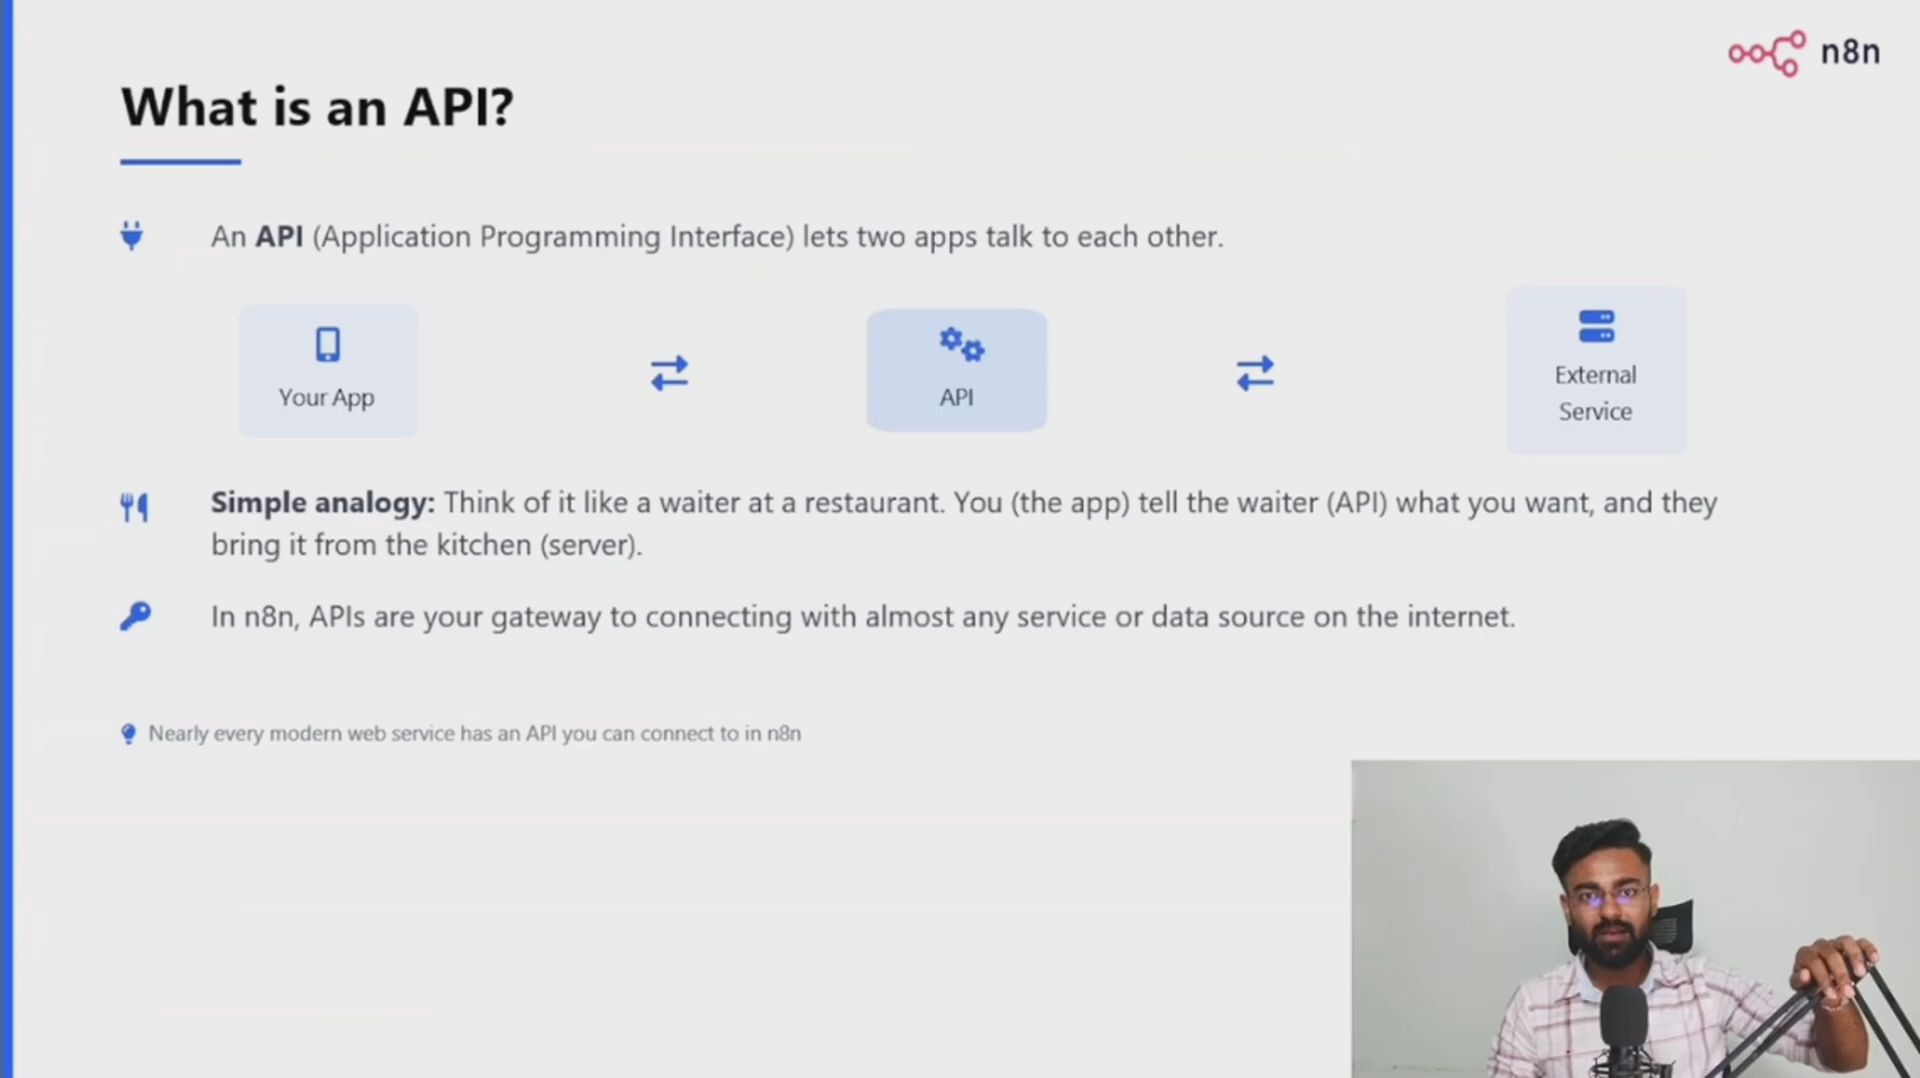 n8n
What is an API?
An API (Application Programming Interface) lets two apps talk to each other.
Your App
API
External
Service
Simple analogy: Think of it like a waiter at a restaurant. You (the app) tell the waiter (API) what you want, and they
bring it from the kitchen (server).
In n8n, APIs are your gateway to connecting with almost any service or data source on the internet.
Nearly every modern web service has an API you can connect to in n8n